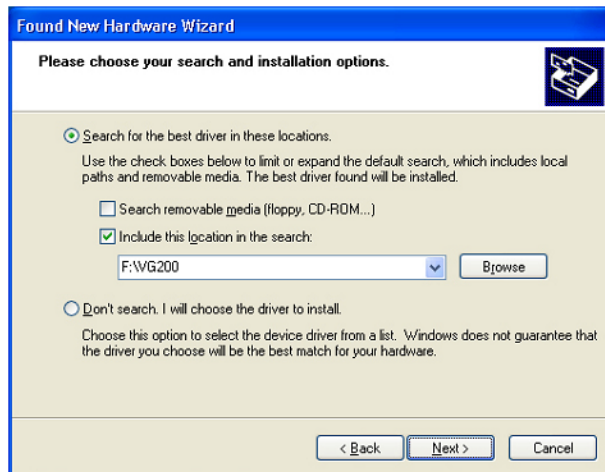 Found New Hardware Wizard
Please choose your search and installation options.
Search for the best driver in these locations.
Use the check boxes below to limit or expand the default search, which includes local
paths and removable media. The best driver found will be installed.
Search removable media (floppy, CD-ROM...)
Include this location in the search:
F:\VG200
Browse
Don't search. I will choose the driver to install.
Choose this option to select the device driver from a list. Windows does not guarantee that
the driver you choose will be the best match for your hardware.
< Back
Next >
Cancel